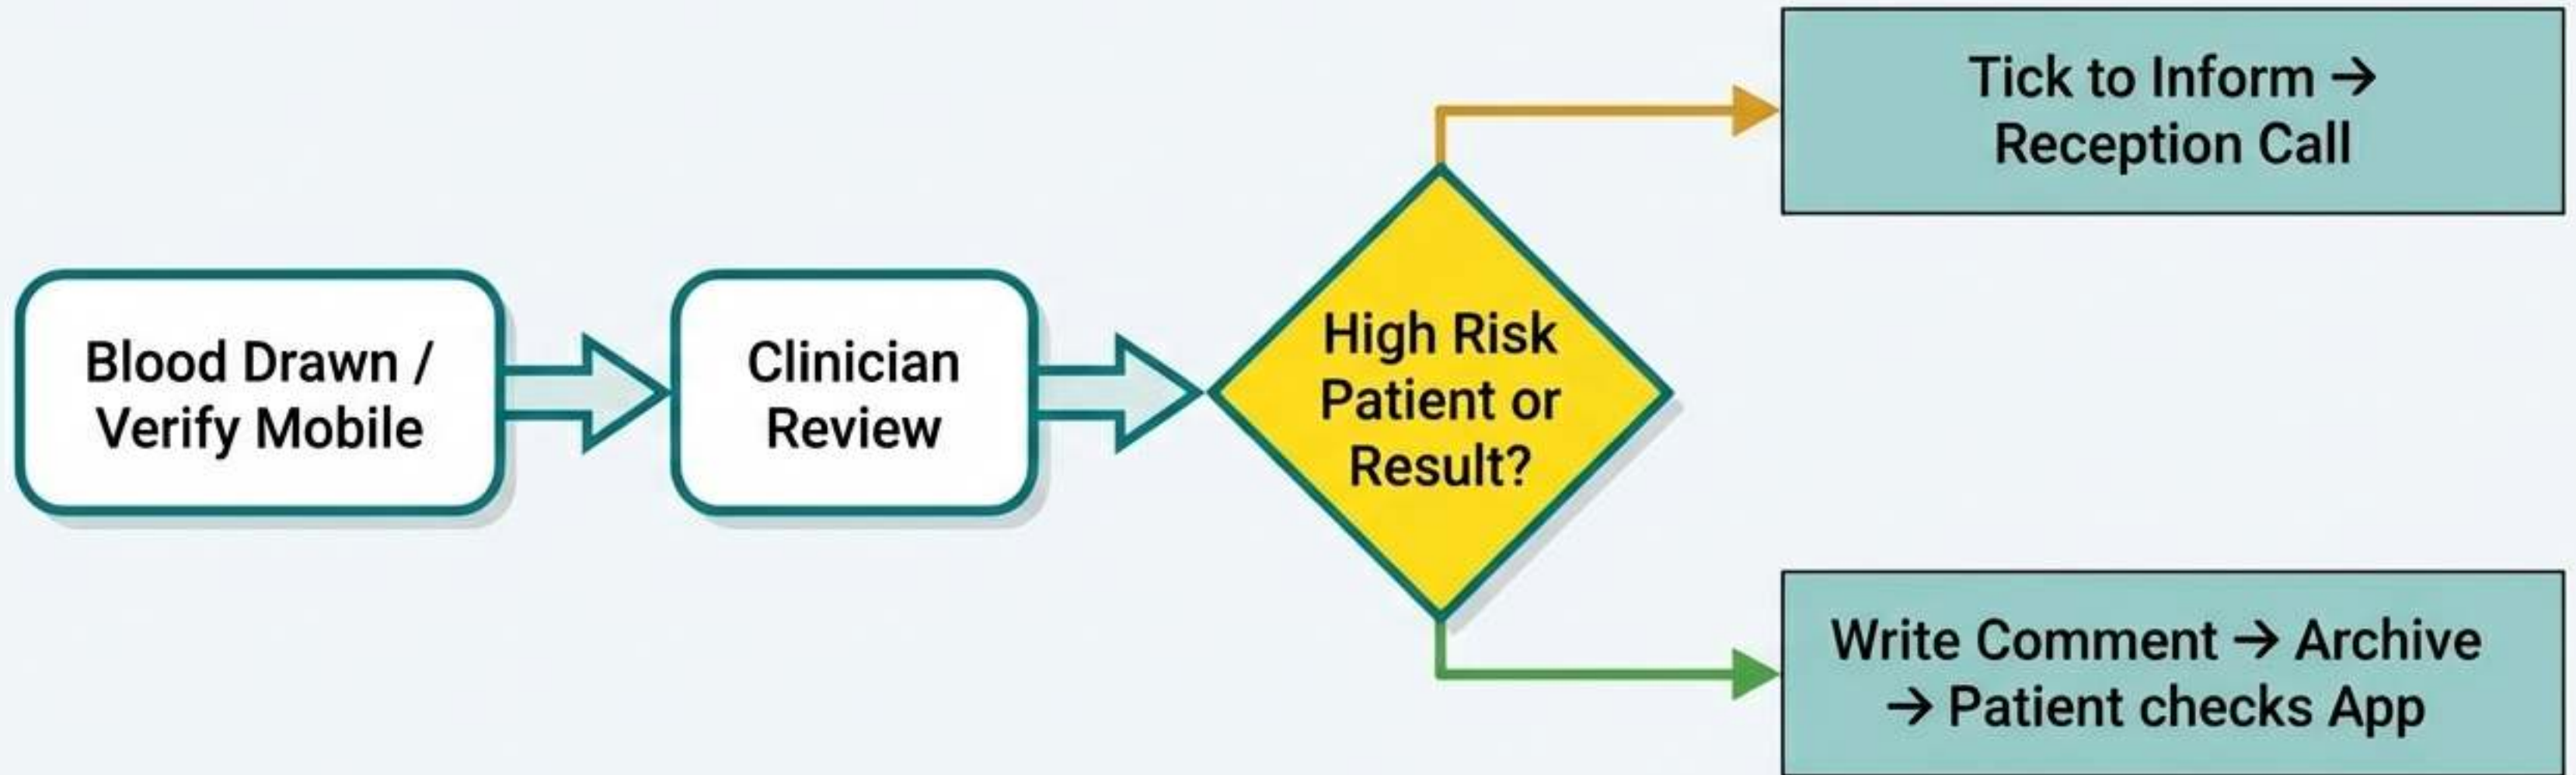 Blood Drawn /
Verify Mobile
Clinician
Review
High Risk
Patient or
Result?
Tick to Inform →
Reception Call
Write Comment → Archive
→ Patient checks App